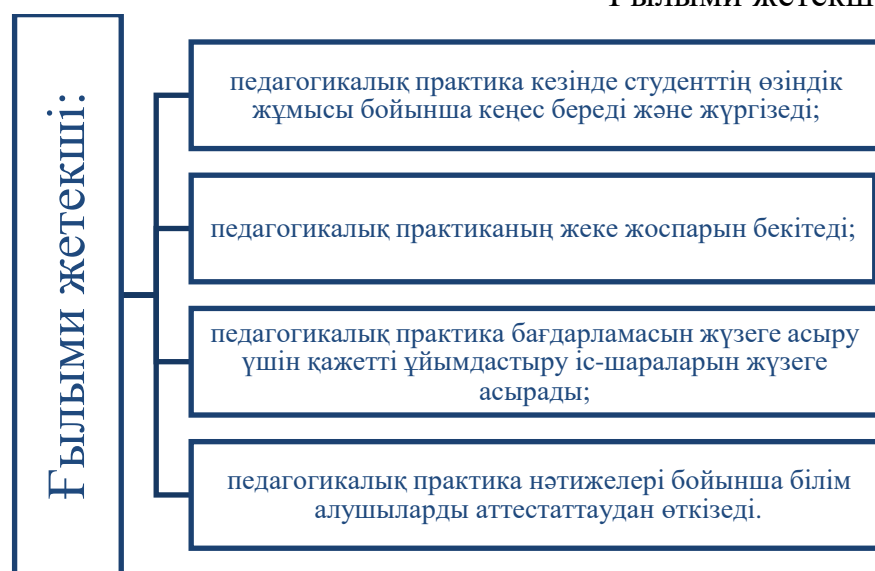 Ғылыми жетекші:
педагогикалық практика кезінде студенттің өзіндік
жұмысы бойынша кеңес береді және жүргізеді;
педагогикалық практиканың жеке жоспарын бекітеді;
педагогикалық практика бағдарламасын жүзеге асыру
үшін қажетті ұйымдастыру іс-шараларын жүзеге
асырады;
педагогикалық практика нәтижелері бойынша білім
алушыларды аттестаттаудан өткізеді.